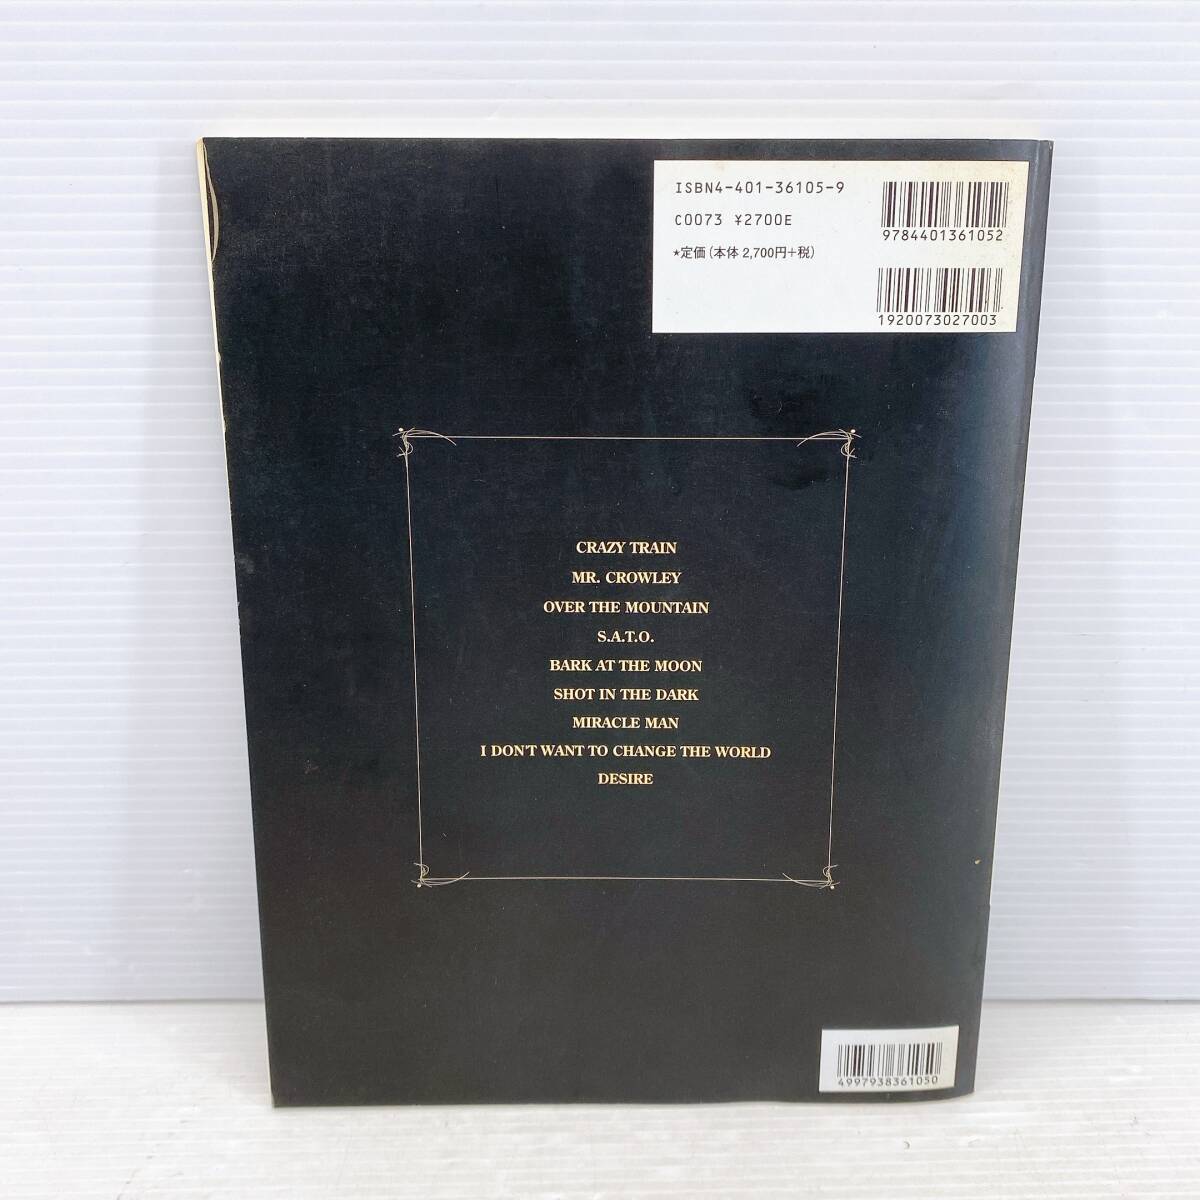 ISBN4-401-36105-9
C0073 ¥2700E
★定価(本体 2,700円+税)
9784401361052
1920073027003
CRAZY TRAIN
MR. CROWLEY
OVER THE MOUNTAIN
S.A.T.O.
BARK AT THE MOON
SHOT IN THE DARK
MIRACLE MAN
I DON'T WANT TO CHANGE THE WORLD
DESIRE
4997938361050